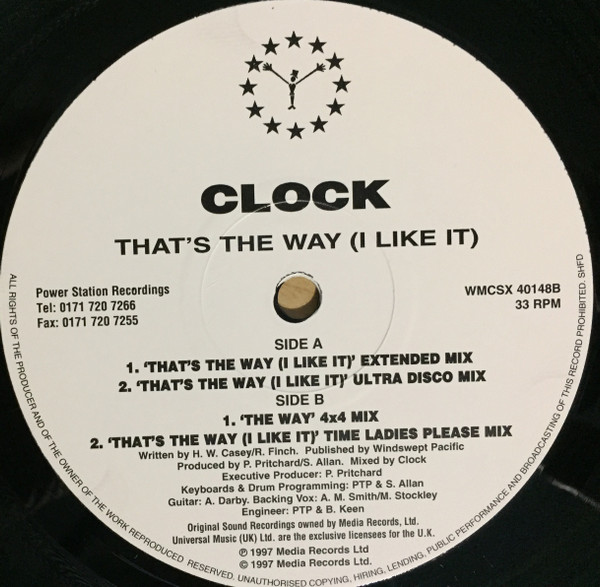 CLOCK
THAT'S THE WAY (I LIKE IT)
Power Station Recordings
Tel: 0171 720 7266
Fax: 0171 720 7255
WMCSX 40148B
33 RPM
SIDE A
1. 'THAT'S THE WAY (I LIKE IT)' EXTENDED MIX
2. 'THAT'S THE WAY (I LIKE IT)' ULTRA DISCO MIX
SIDE B
1. 'THE WAY' 4x4 MIX
2. 'THAT'S THE WAY (I LIKE IT)' TIME LADIES PLEASE MIX
Written by H. W. Casey/R. Finch. Published by Windswept Pacific
Produced by P. Pritchard/S. Allan. Mixed by Clock
Executive Producer: P. Pritchard
Keyboards & Drum Programming: PTP & S. Allan
Guitar: A. Darby. Backing Vox: A. M. Smith/M. Stockley
Engineer: PTP & B. Keen
Original Sound Recordings owned by Media Records, Ltd.
Universal Music (UK) Ltd. are the exclusive licensees for the U.K.
℗ 1997 Media Records Ltd
© 1997 Media Records Ltd.
ALL RIGHTS OF THE PRODUCER AND OF THE OWNER OF THE WORK REPRODUCED RESERVED. UNAUTHORISED COPYING, HIRING, LENDING, PUBLIC PERFORMANCE AND BROADCASTING OF THIS RECORD PROHIBITED. SHFD